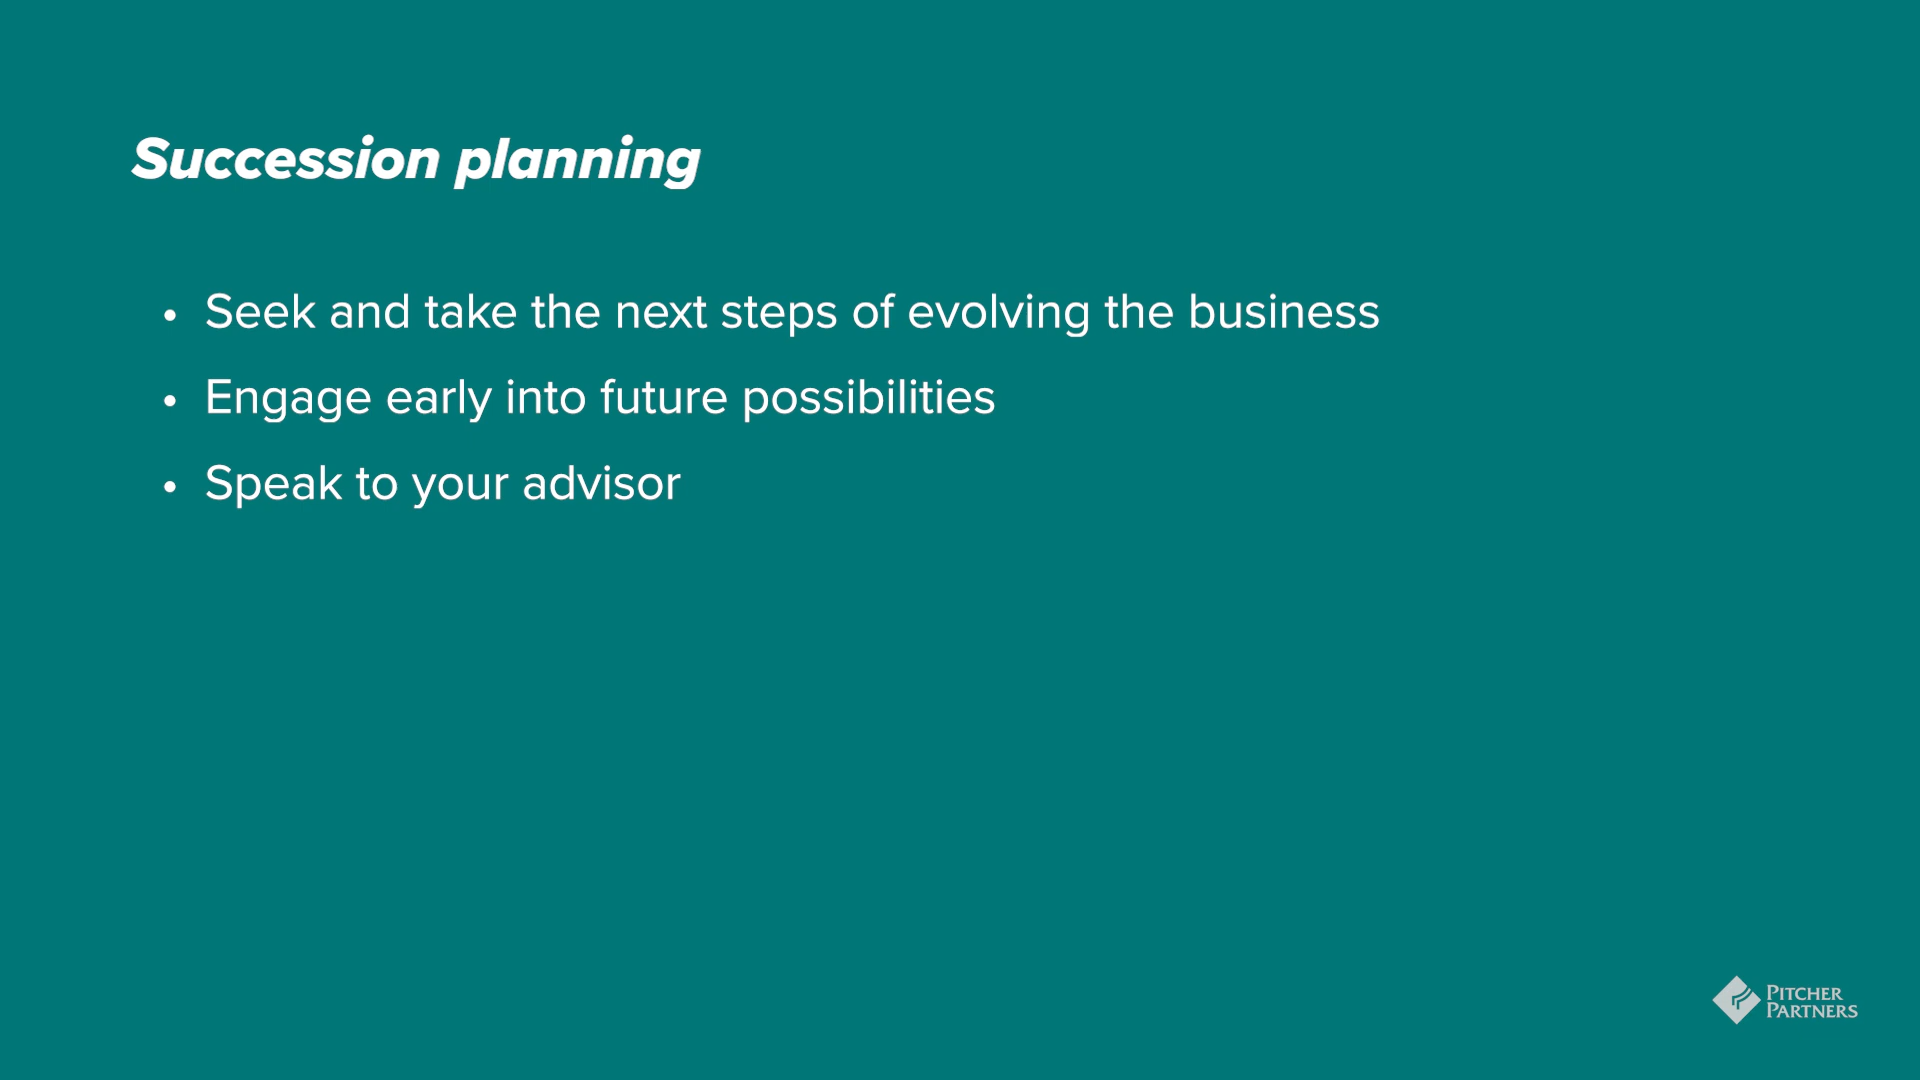 Succession planning
• Seek and take the next steps of evolving the business
• Engage early into future possibilities
• Speak to your advisor
PITCHER
PARTNERS